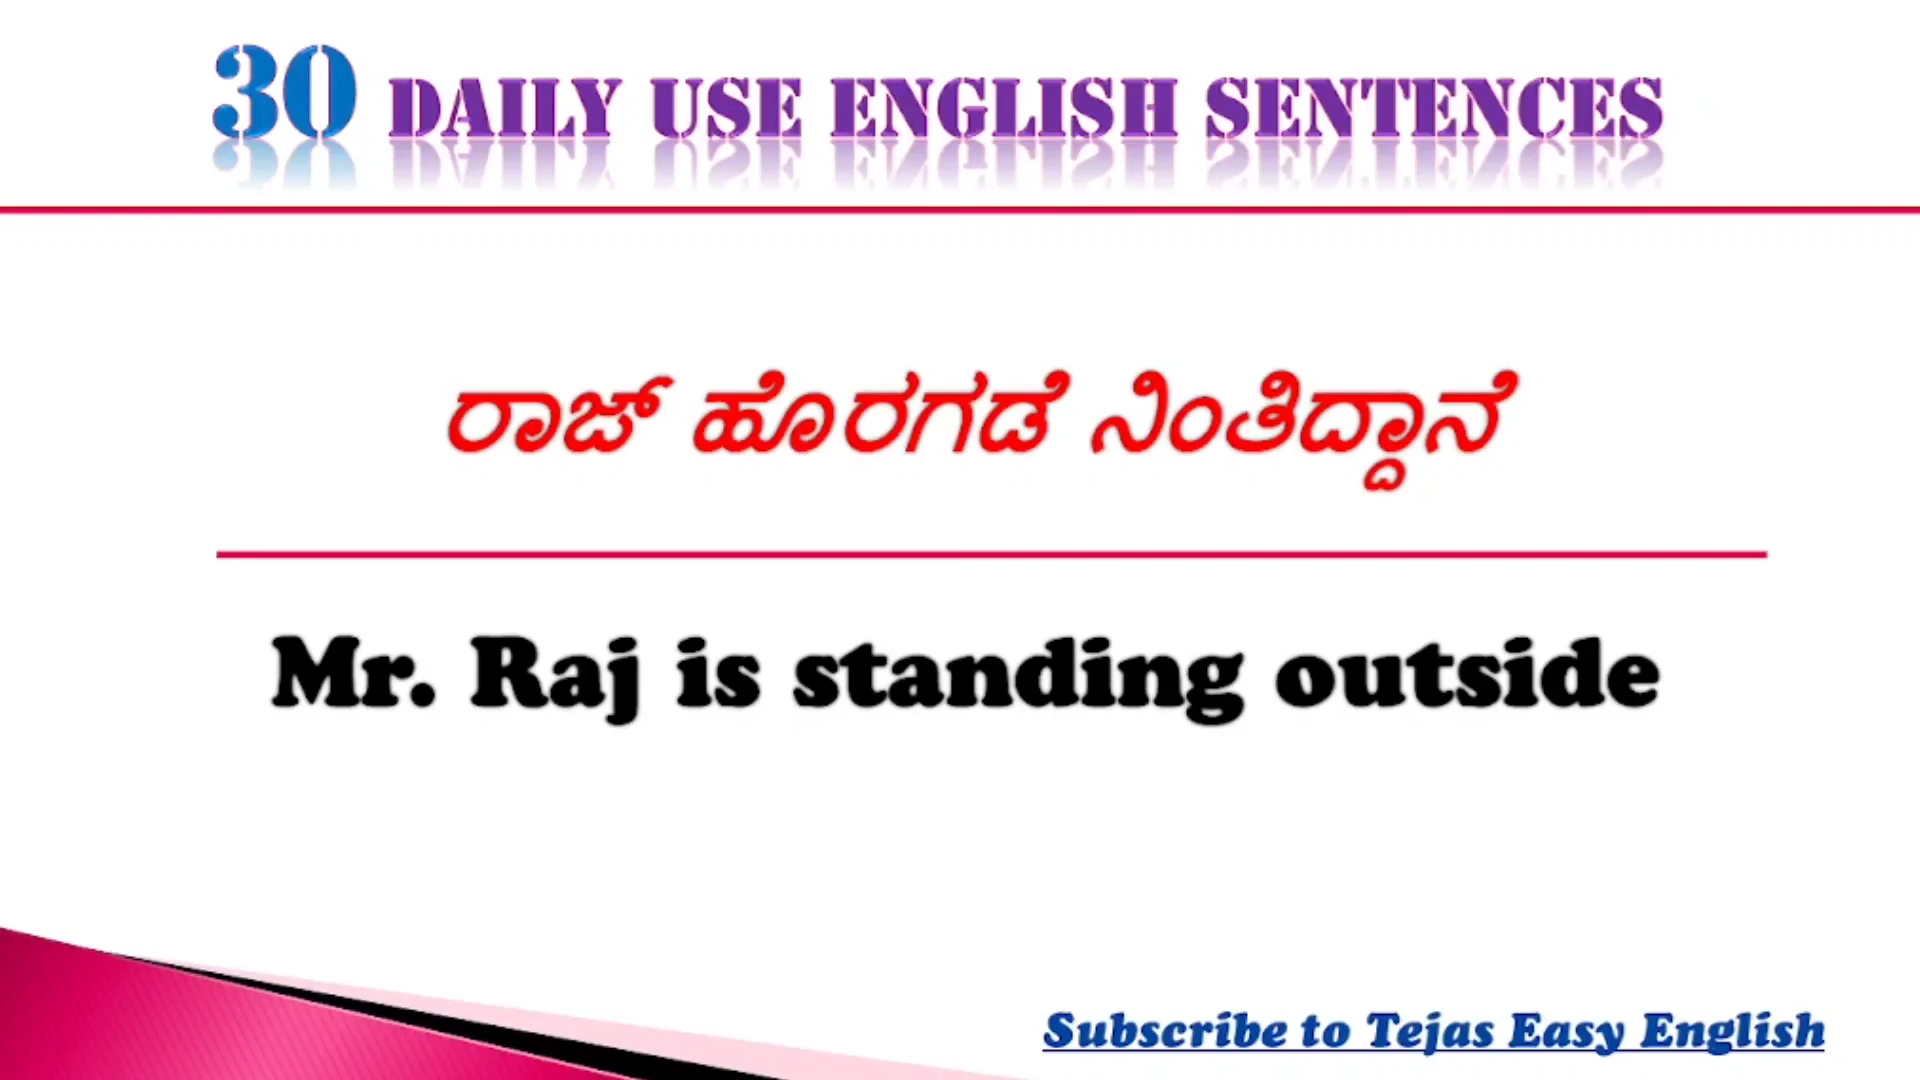 30 DAILY USE ENGLISH SENTENCES
ರಾಜ್ ಹೊರಗಡೆ ನಿಂತಿದ್ದಾನೆ
Mr. Raj is standing outside
Subscribe to Tejas Easy English